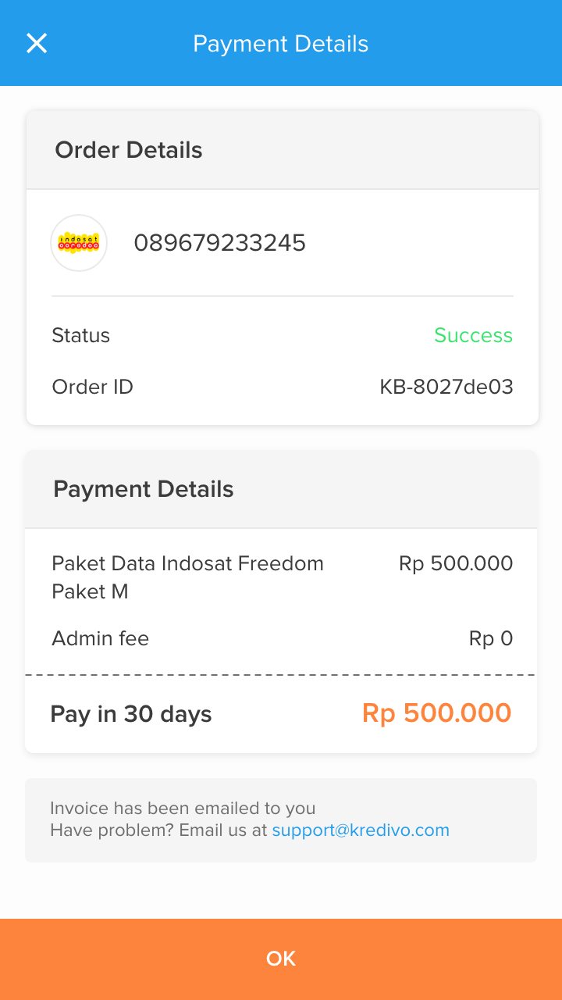 Payment Details
Order Details
indosat
ooredoo
089679233245
Status Success
Order ID KB-8027de03
Payment Details
Paket Data Indosat Freedom Rp 500.000
Paket M
Admin fee Rp 0
Pay in 30 days Rp 500.000
Invoice has been emailed to you
Have problem? Email us at support@kredivo.com
OK